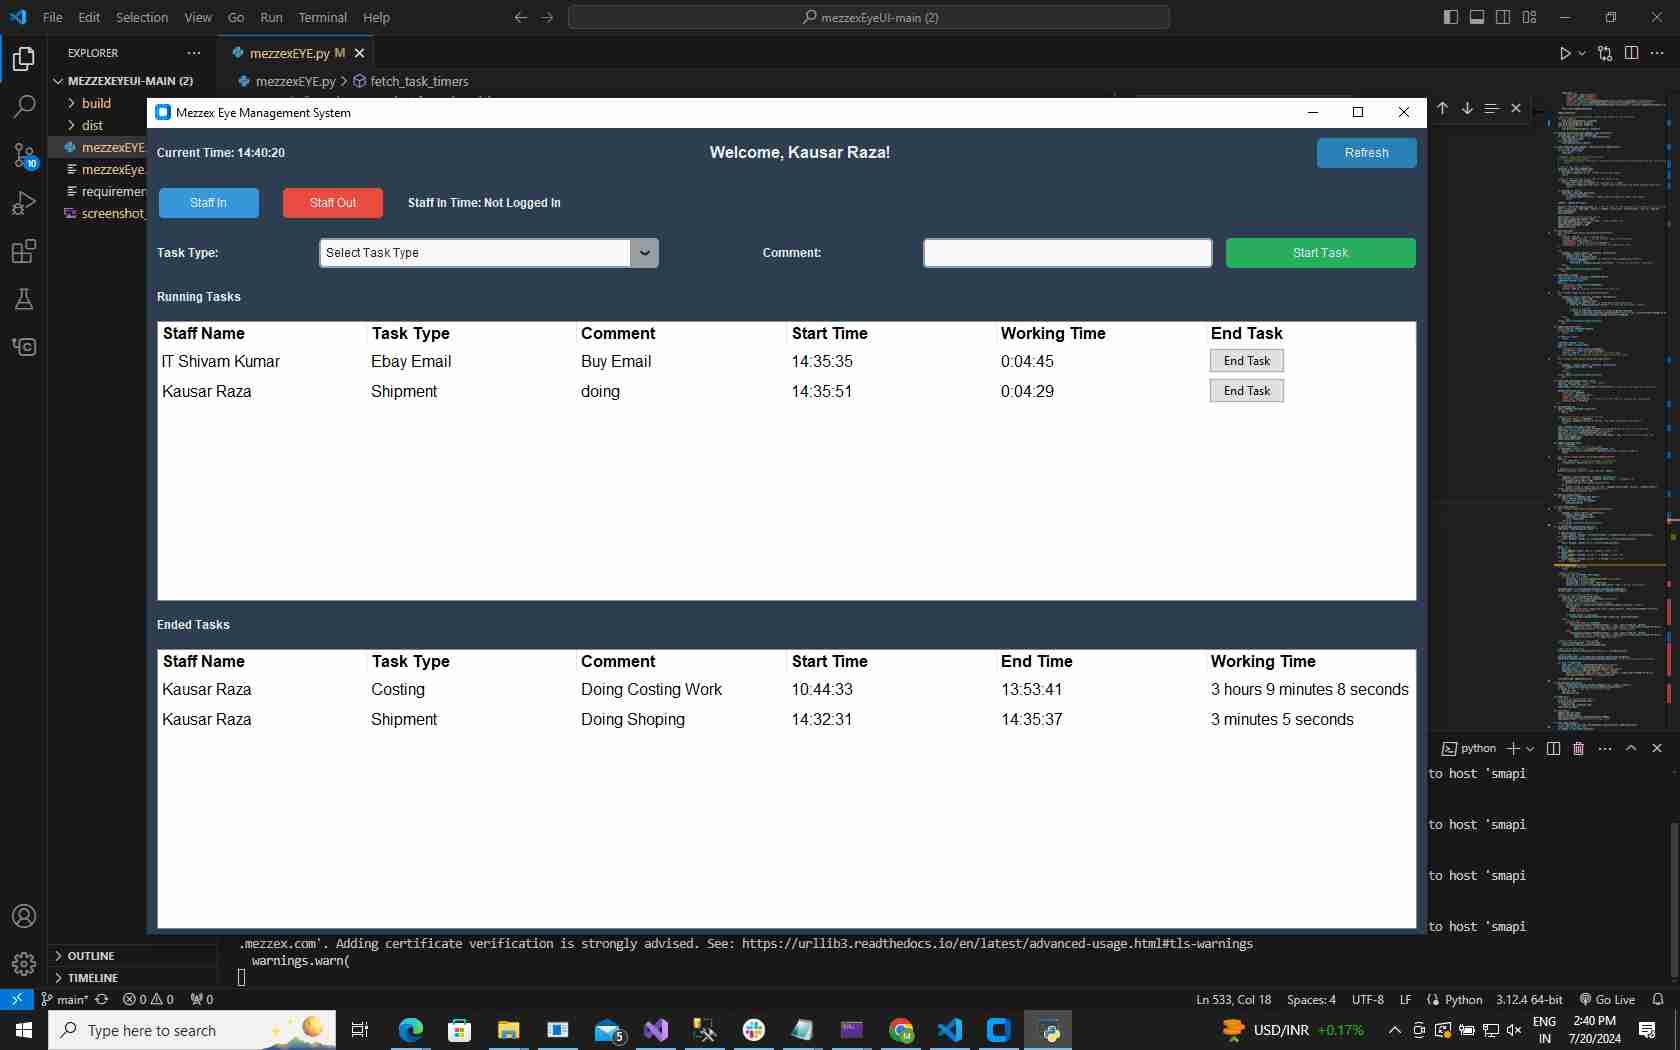 File Edit Selection View Go Run Terminal Help
mezzexEyeUI-main (2)
EXPLORER
mezzexEYE.py M
MEZZEXEYEUI-MAIN (2)
mezzexEYE.py > fetch_task_timers
build
dist
mezzexEYE.
mezzexEye.
requiremen
screenshot_
10
Mezzex Eye Management System
Current Time: 14:40:20
Welcome, Kausar Raza!
Refresh
Staff In
Staff Out
Staff In Time: Not Logged In
Task Type:
Select Task Type
Comment:
Start Task
Running Tasks
Staff Name Task Type Comment Start Time Working Time End Task
IT Shivam Kumar Ebay Email Buy Email 14:35:35 0:04:45 End Task
Kausar Raza Shipment doing 14:35:51 0:04:29 End Task
Ended Tasks
Staff Name Task Type Comment Start Time End Time Working Time
Kausar Raza Costing Doing Costing Work 10:44:33 13:53:41 3 hours 9 minutes 8 seconds
Kausar Raza Shipment Doing Shoping 14:32:31 14:35:37 3 minutes 5 seconds
python
to host 'smapi
to host 'smapi
to host 'smapi
to host 'smapi
.mezzex.com'. Adding certificate verification is strongly advised. See: https://urllib3.readthedocs.io/en/latest/advanced-usage.html#tls-warnings
warnings.warn(
OUTLINE
TIMELINE
main* 0 0 0
Ln 533, Col 18 Spaces: 4 UTF-8 LF Python 3.12.4 64-bit Go Live
Type here to search
5
USD/INR +0.17%
ENG
IN
2:40 PM
7/20/2024